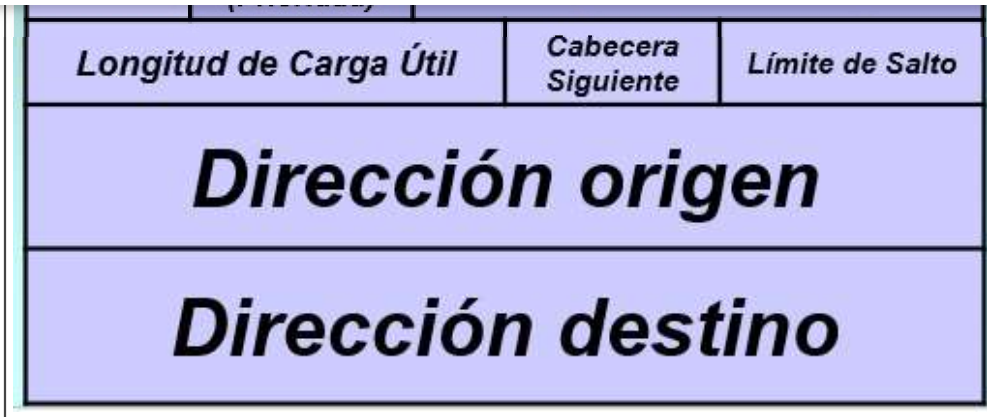 Longitud de Carga Útil
Cabecera
Siguiente
Límite de Salto
Dirección origen
Dirección destino